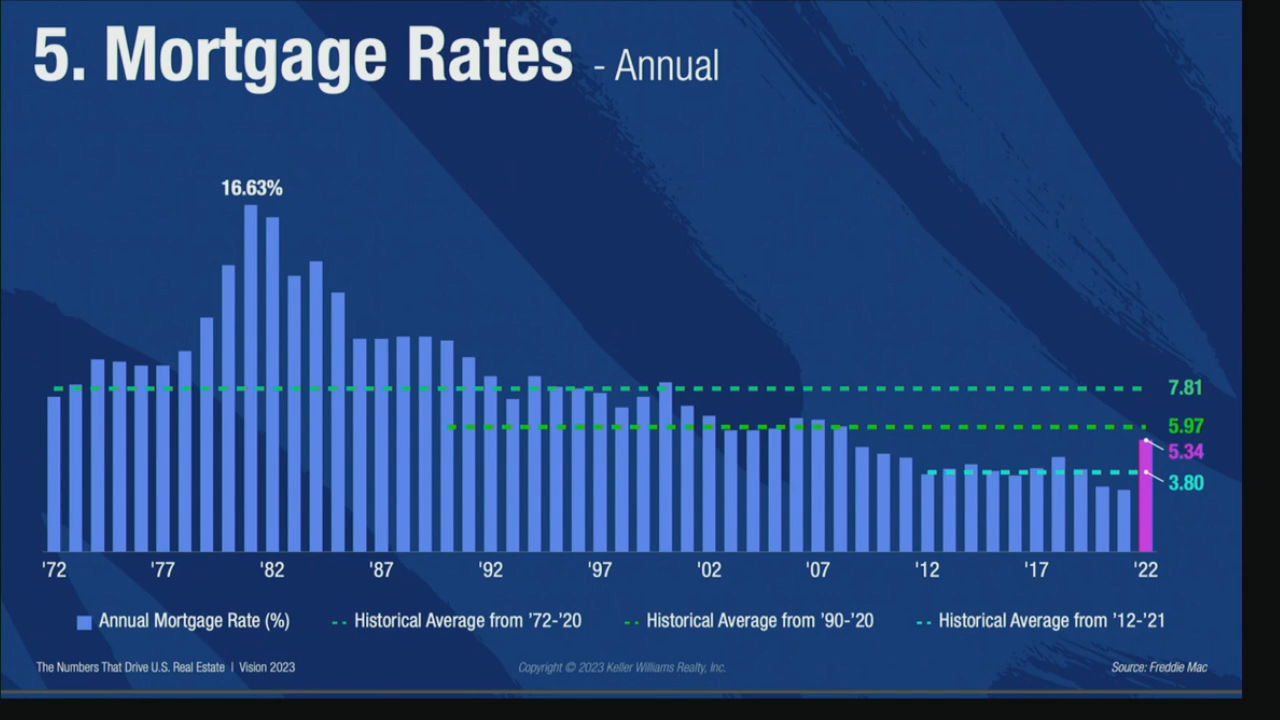 5. Mortgage Rates - Annual
16.63%
7.81
5.97
5.34
3.80
'72 '77 '82 '87 '92 '97 '02 '07 '12 '17 '22
Annual Mortgage Rate (%) Historical Average from '72-'20 Historical Average from '90-'20 Historical Average from '12-'21
The Numbers That Drive U.S. Real Estate | Vision 2023 Copyright © 2023 Keller Williams Realty, Inc. Source: Freddie Mac